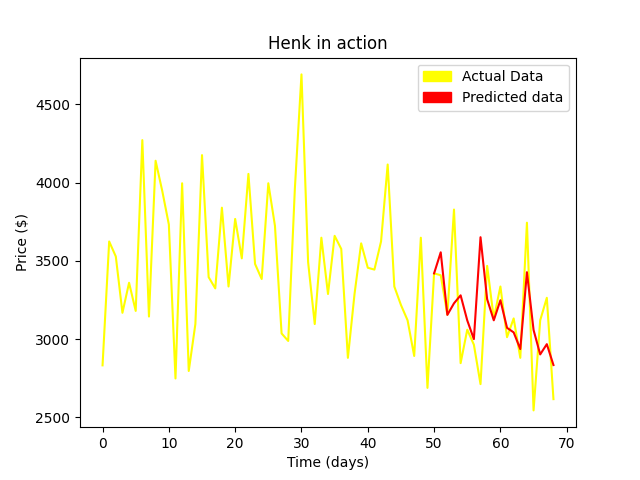 Henk in action
Actual Data
Predicted data
4500
4000
3500
3000
2500
Price ($)
0 10 20 30 40 50 60 70
Time (days)